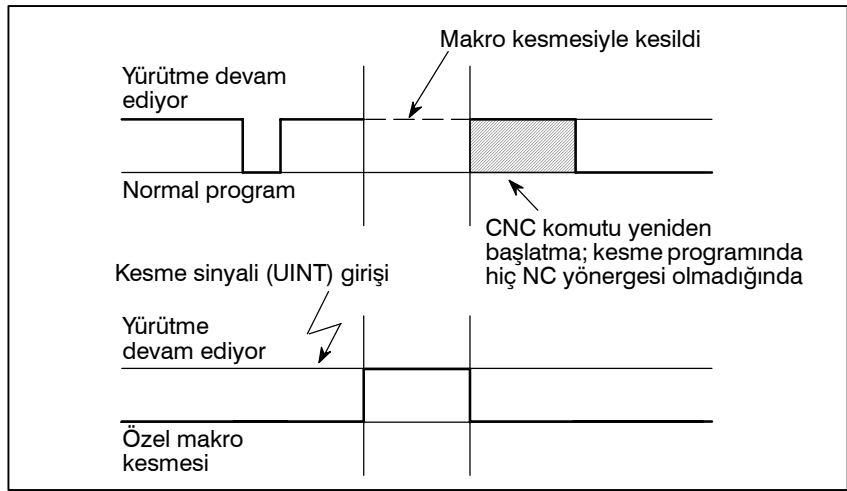 Makro kesmesiyle kesildi
Yürütme devam
ediyor
Normal program
CNC komutu yeniden
başlatma; kesme programında
hiç NC yönergesi olmadığında
Kesme sinyali (UINT) girişi
Yürütme
devam ediyor
Özel makro
kesmesi